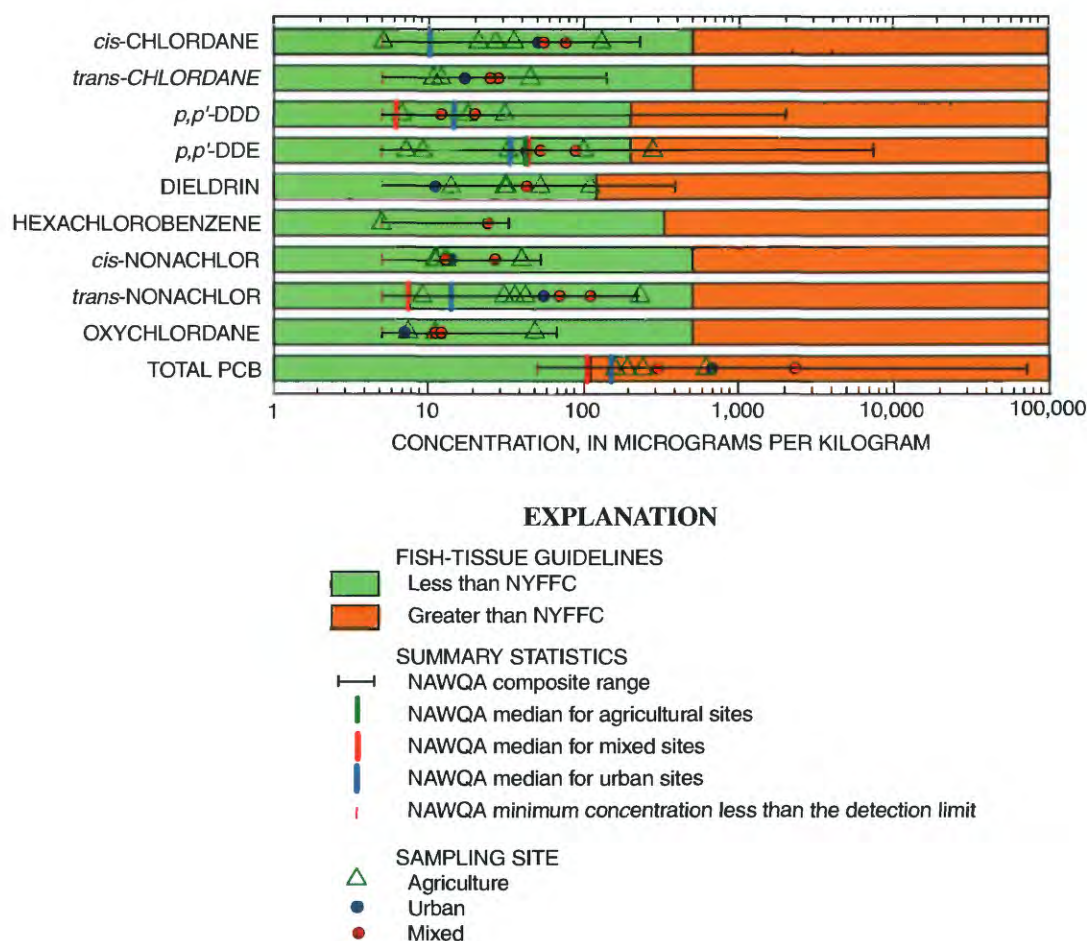 cis-CHLORDANE
trans-CHLORDANE
p,p'-DDD
p,p'-DDE
DIELDRIN
HEXACHLOROBENZENE
cis-NONACHLOR
trans-NONACHLOR
OXYCHLORDANE
TOTAL PCB
1 10 100 1,000 10,000 100,000
CONCENTRATION, IN MICROGRAMS PER KILOGRAM
EXPLANATION
FISH-TISSUE GUIDELINES
Less than NYFFC
Greater than NYFFC
SUMMARY STATISTICS
NAWQA composite range
NAWQA median for agricultural sites
NAWQA median for mixed sites
NAWQA median for urban sites
NAWQA minimum concentration less than the detection limit
SAMPLING SITE
Agriculture
Urban
Mixed